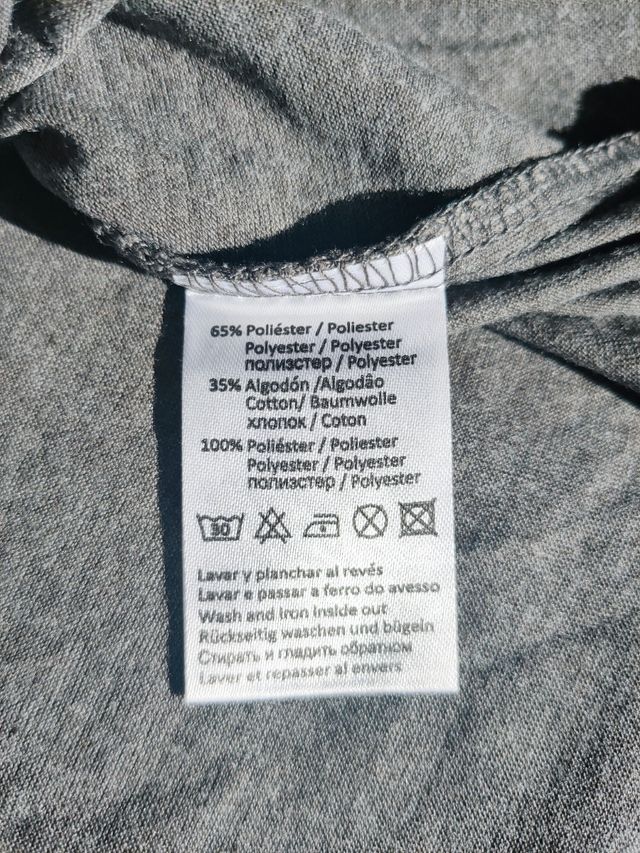 65% Poliéster / Poliester
Polyester / Polyester
полиэстер / Polyester
35% Algodón /Algodâo
Cotton/ Baumwolle
хлопок / Coton
100% Poliéster / Poliester
Polyester / Polyester
полиэстер / Polyester
30
Lavar y planchar al revés
Lavar e passar a ferro do avesso
Wash and iron inside out
Rückseitig waschen und bügeln
Стирать и гладить обратном
Laver et repasser al envers